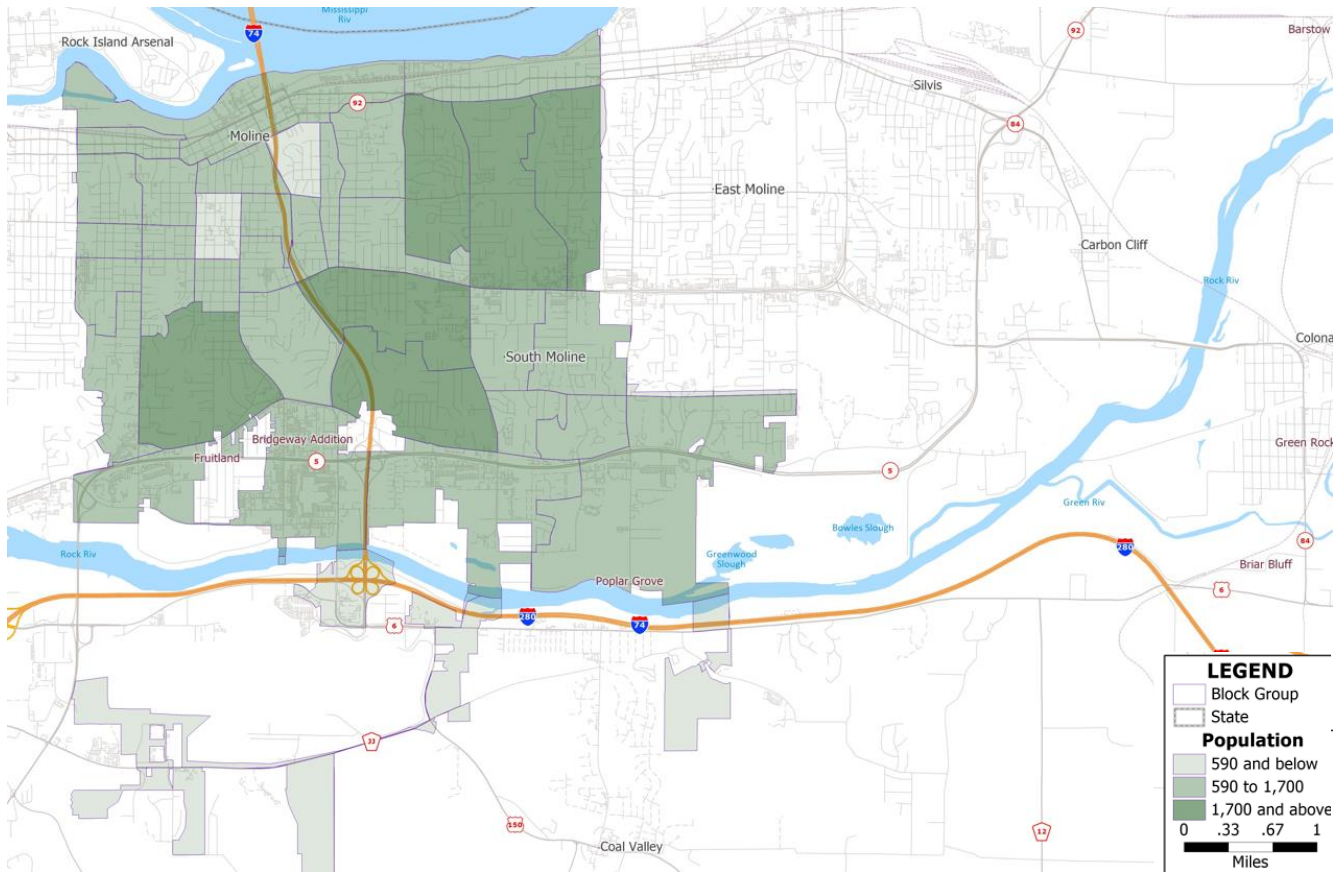 Mississippi
Riv
74
92
Barstow
Rock Island Arsenal
Silvis
92
84
Moline
East Moline
Carbon Cliff
Rock Riv
Colona
South Moline
Bridgeway Addition
Fruitland
5
5
Green Rock
Green Riv
Bowles Slough
Rock Riv
Greenwood
Slough
280
84
Briar Bluff
Poplar Grove
6
280
74
6
33
150
12
Coal Valley
LEGEND
Block Group
State
Population
590 and below
590 to 1,700
1,700 and above
0 .33 .67 1
Miles